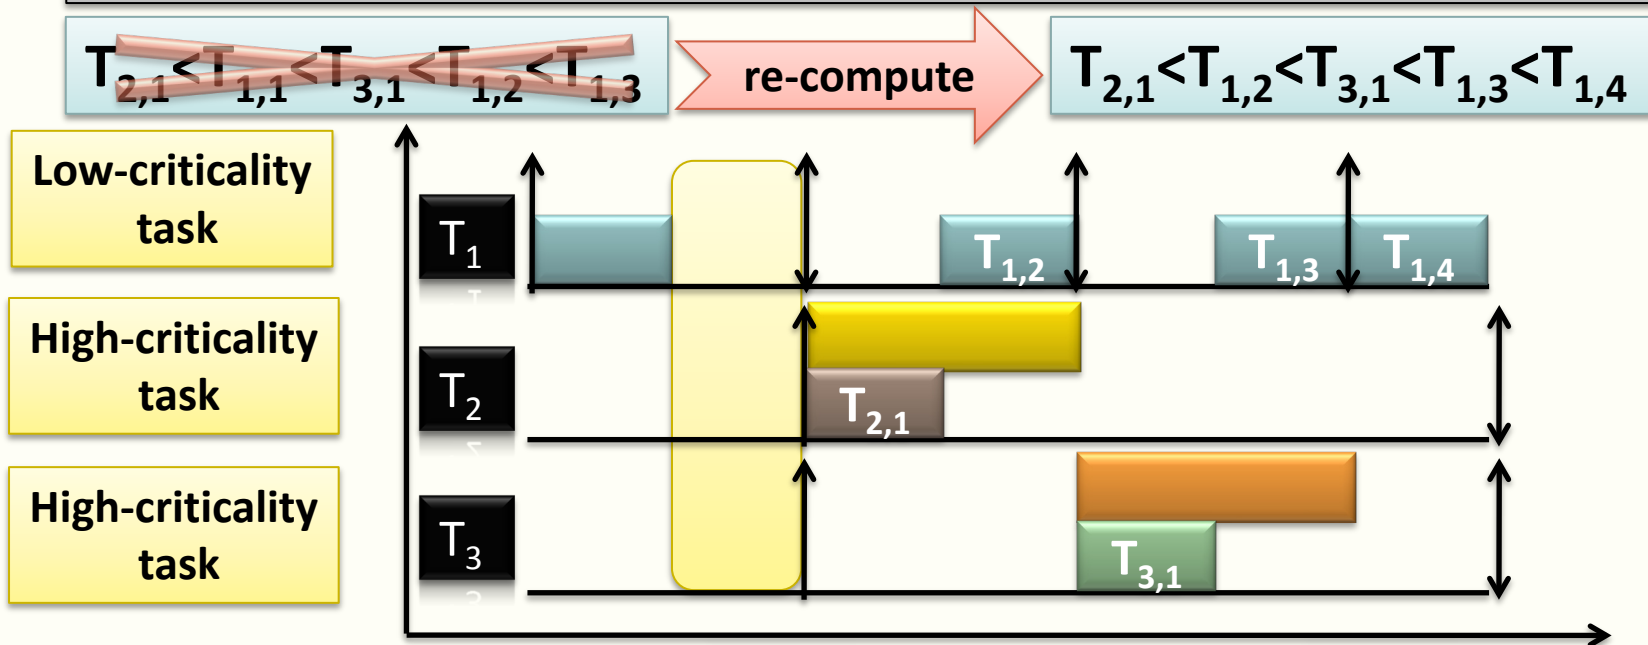 T2,1<T1,1<T3,1<T1,2<T1,3
re-compute
T2,1<T1,2<T3,1<T1,3<T1,4
Low-criticality
task
T1
T1,2
T1,3
T1,4
High-criticality
task
T2
T2,1
High-criticality
task
T3
T3,1